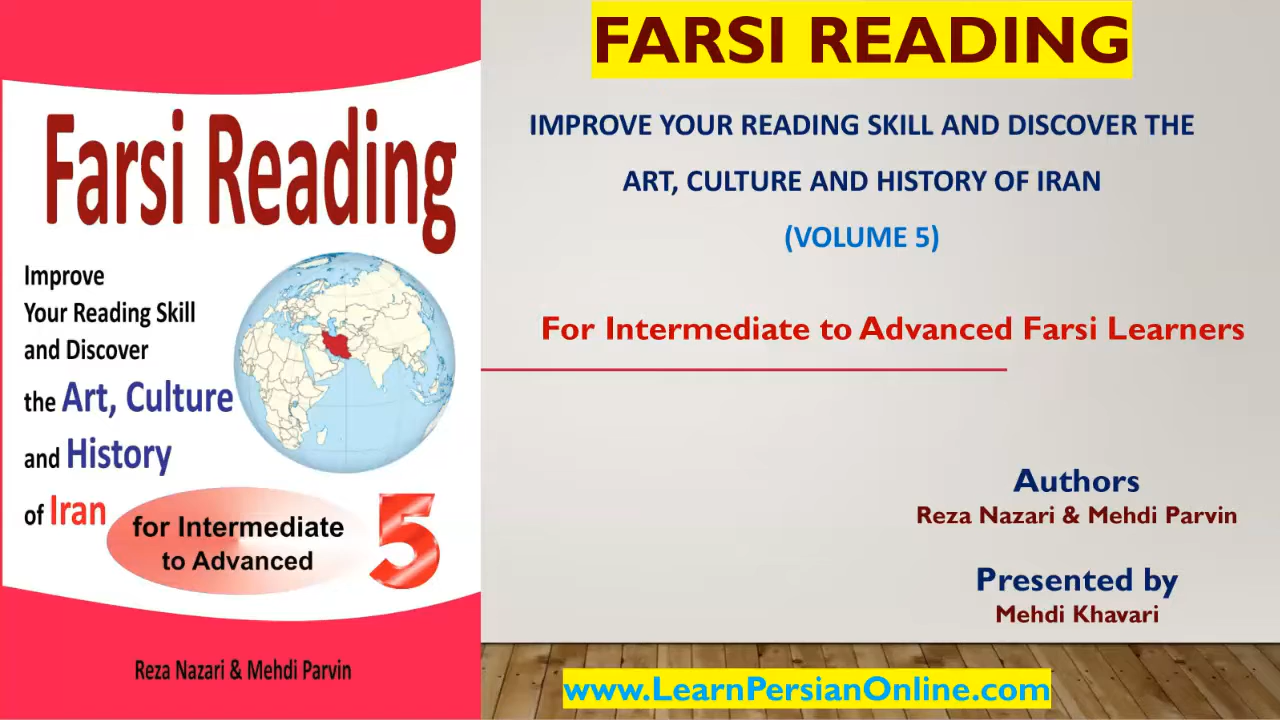 Farsi Reading
Improve
Your Reading Skill
and Discover
the Art, Culture
and History
of Iran
for Intermediate
to Advanced
5
Reza Nazari & Mehdi Parvin
FARSI READING
IMPROVE YOUR READING SKILL AND DISCOVER THE
ART, CULTURE AND HISTORY OF IRAN
(VOLUME 5)
For Intermediate to Advanced Farsi Learners
Authors
Reza Nazari & Mehdi Parvin
Presented by
Mehdi Khavari
www.LearnPersianOnline.com